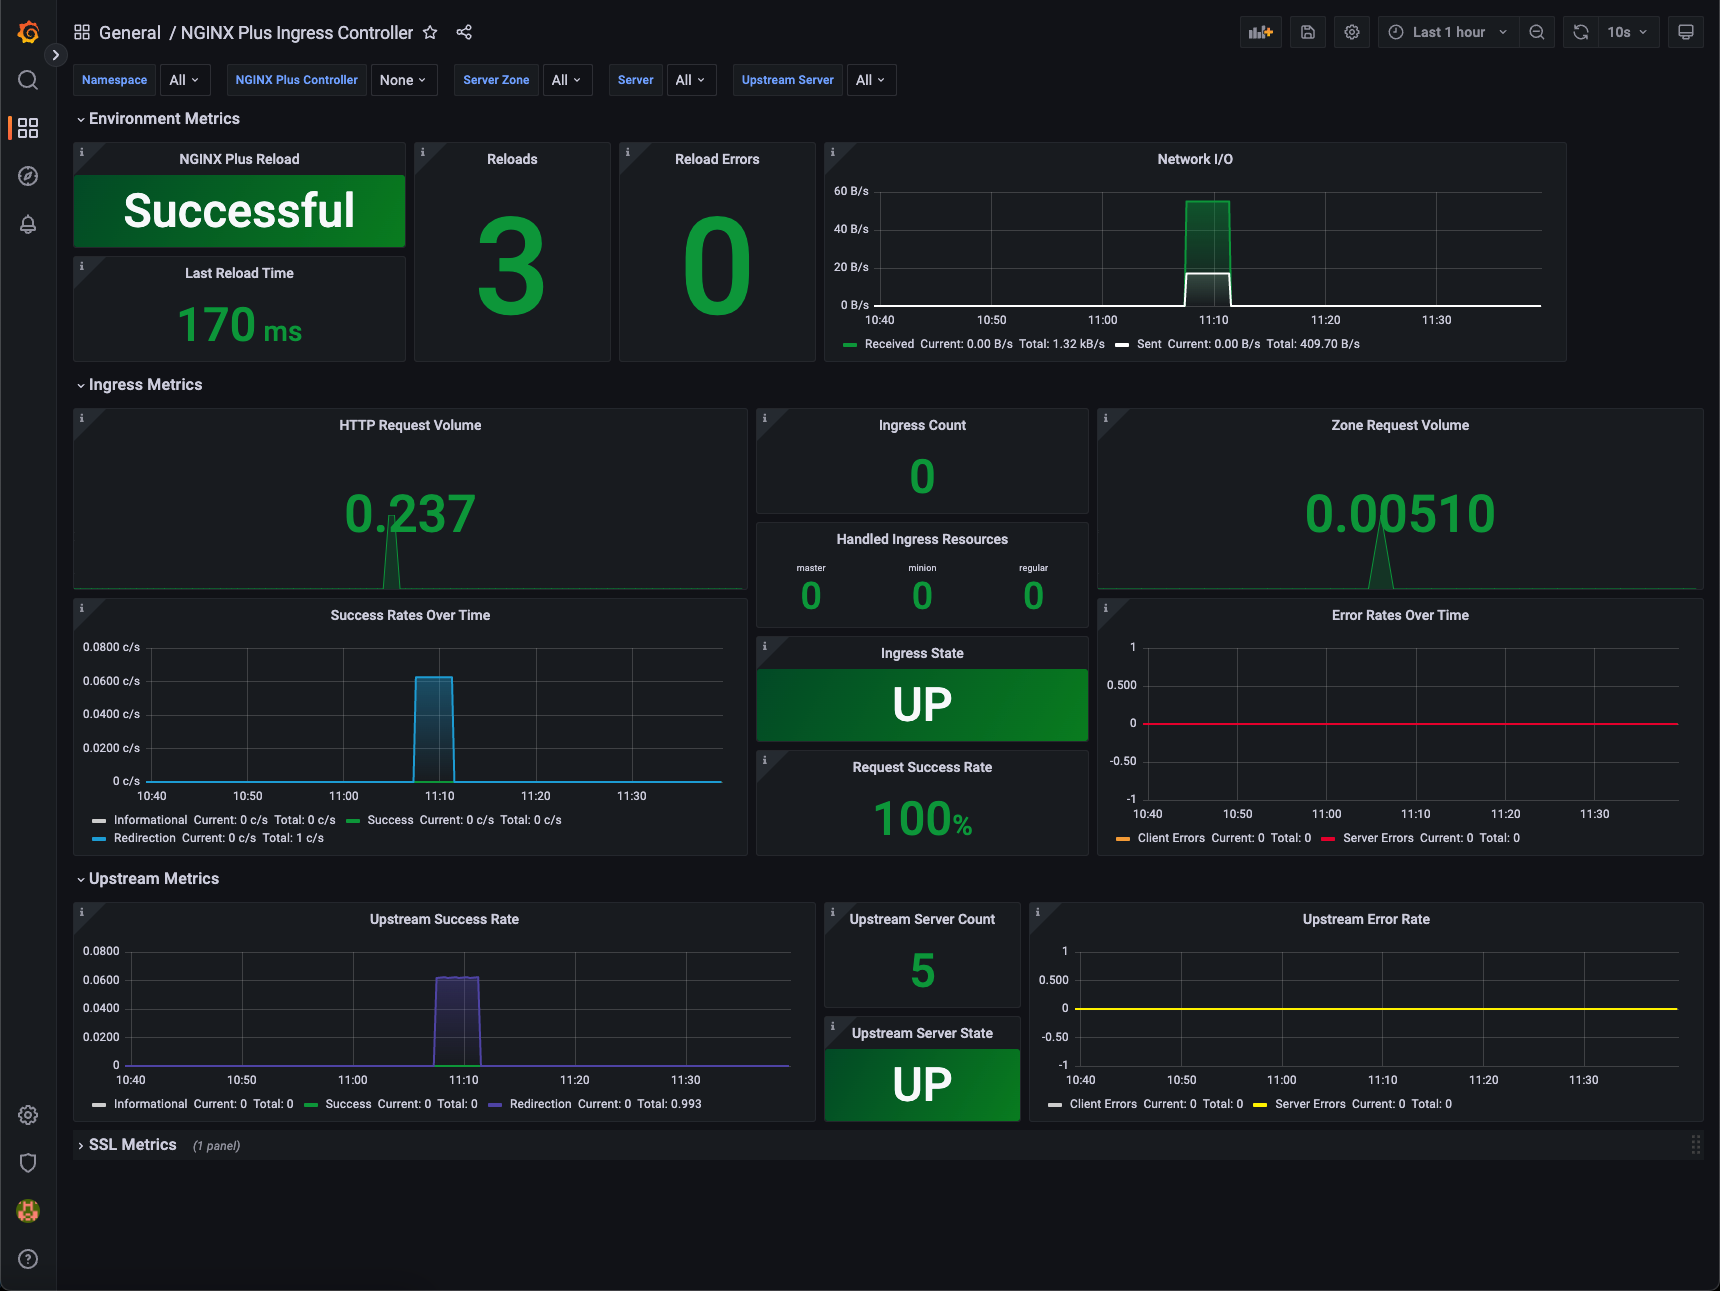 General / NGINX Plus Ingress Controller
Last 1 hour
10s
Namespace All NGINX Plus Controller None Server Zone All Server All Upstream Server All
Environment Metrics
NGINX Plus Reload
Successful
Last Reload Time
170 ms
Reloads
3
Reload Errors
0
Network I/O
60 B/s
40 B/s
20 B/s
0 B/s
10:40 10:50 11:00 11:10 11:20 11:30
Received Current: 0.00 B/s Total: 1.32 kB/s Sent Current: 0.00 B/s Total: 409.70 B/s
Ingress Metrics
HTTP Request Volume
0.237
Ingress Count
0
Handled Ingress Resources
master minion regular
0 0 0
Zone Request Volume
0.00510
Success Rates Over Time
0.0800 c/s
0.0600 c/s
0.0400 c/s
0.0200 c/s
0 c/s
10:40 10:50 11:00 11:10 11:20 11:30
Informational Current: 0 c/s Total: 0 c/s Success Current: 0 c/s Total: 0 c/s
Redirection Current: 0 c/s Total: 1 c/s
Ingress State
UP
Request Success Rate
100%
Error Rates Over Time
1
0.500
0
-0.50
-1
10:40 10:50 11:00 11:10 11:20 11:30
Client Errors Current: 0 Total: 0 Server Errors Current: 0 Total: 0
Upstream Metrics
Upstream Success Rate
0.0800
0.0600
0.0400
0.0200
0
10:40 10:50 11:00 11:10 11:20 11:30
Informational Current: 0 Total: 0 Success Current: 0 Total: 0 Redirection Current: 0 Total: 0.993
Upstream Server Count
5
Upstream Server State
UP
Upstream Error Rate
1
0.500
0
-0.50
-1
10:40 10:50 11:00 11:10 11:20 11:30
Client Errors Current: 0 Total: 0 Server Errors Current: 0 Total: 0
SSL Metrics (1 panel)